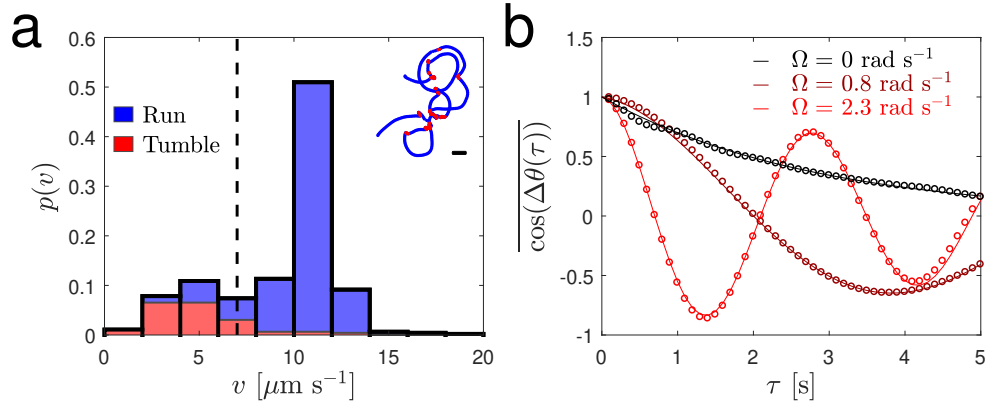 a
0.6
0.5
0.4
0.3
0.2
0.1
0
p(v)
Run
Tumble
0 5 10 15 20
v [μm s⁻¹]
b
1.5
1
0.5
0
-0.5
-1
cos(Δθ(τ))
Ω = 0 rad s⁻¹
Ω = 0.8 rad s⁻¹
Ω = 2.3 rad s⁻¹
0 1 2 3 4 5
τ [s]